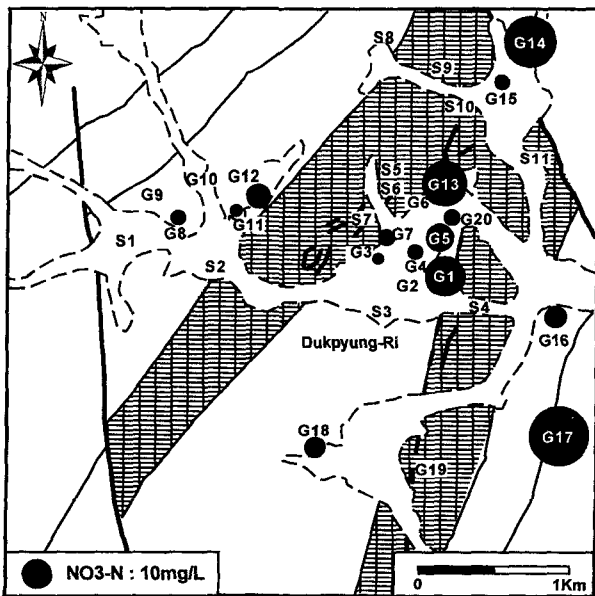 N
S8
G14
S9
G15
S10
S11
G12
S5
G13
G9
G10
S6
G6
G8
G11
S7
G20
S1
G7
G5
G3
G4
S2
G2
G1
S3
S4
Dukpyung-Ri
G16
G18
G17
G19
NO3-N : 10mg/L
0
1Km